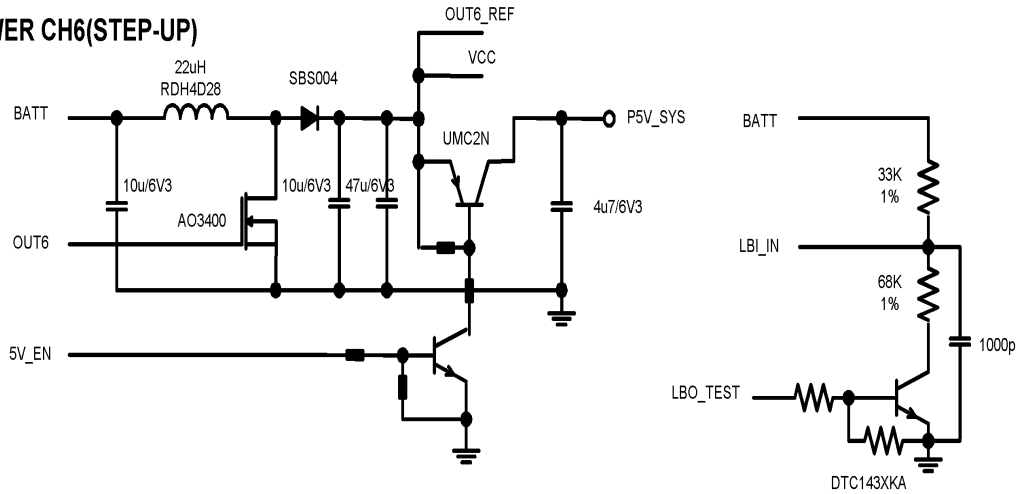 WER CH6(STEP-UP)
OUT6_REF
VCC
22uH
RDH4D28
SBS004
BATT
UMC2N
P5V_SYS
10u/6V3
10u/6V3
47u/6V3
4u7/6V3
AO3400
OUT6
5V_EN
BATT
33K
1%
LBI_IN
68K
1%
1000p
LBO_TEST
DTC143XKA